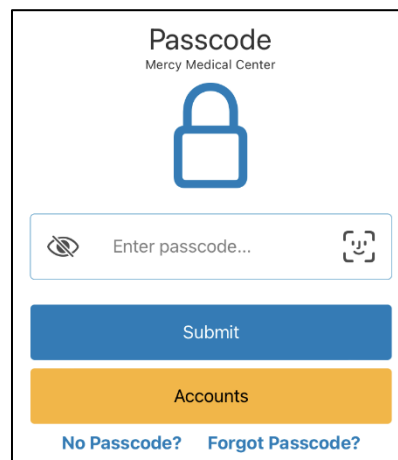 Passcode
Mercy Medical Center
Enter passcode...
Submit
Accounts
No Passcode? Forgot Passcode?